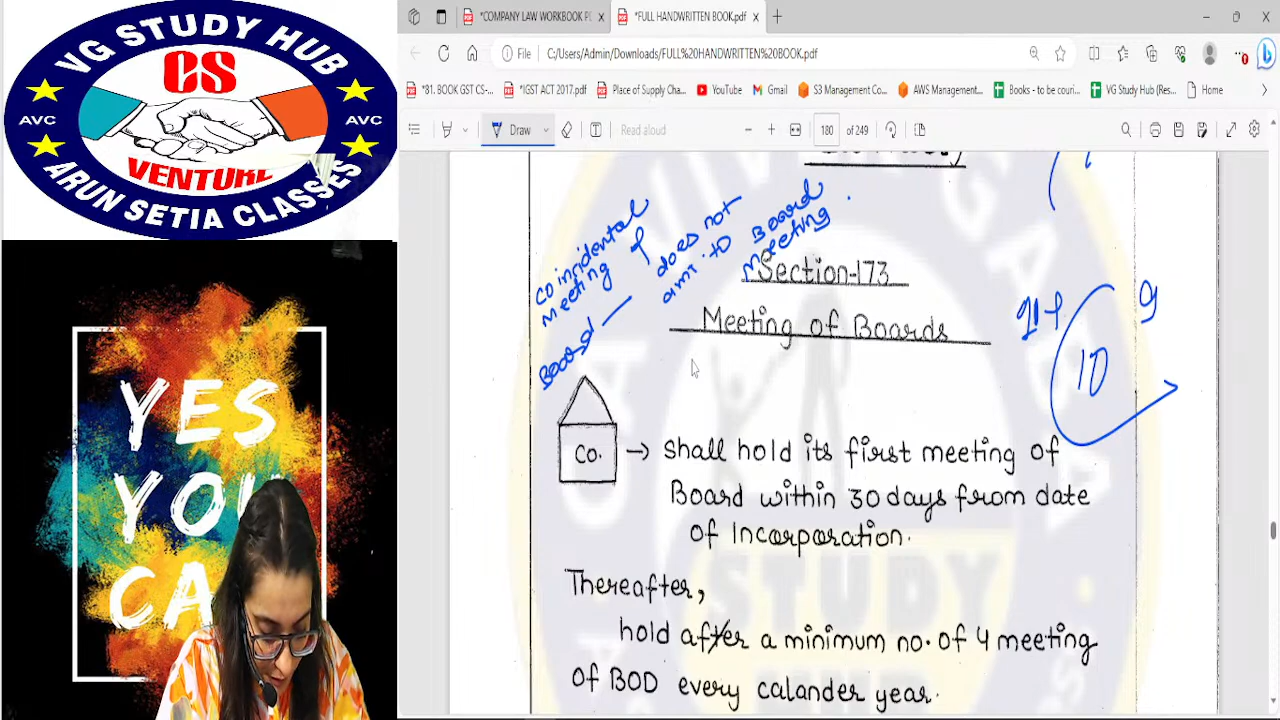 VG STUDY HUB
CS
AVC
AVC
VENTURE
ARUN SETIA CLASSES
YES
YOU
CA
*COMPANY LAW WORKBOOK P
*FULL HANDWRITTEN BOOK.pdf
File
C:/Users/Admin/Downloads/FULL%20HANDWRITTEN%20BOOK.pdf
*81. BOOK GST CS-...
*IGST ACT 2017.pdf
Place of Supply Cha...
YouTube
Gmail
S3 Management Co...
AWS Management...
Books - to be couri...
VG Study Hub (Res...
Home
Draw
Read aloud
180 of 249
Coincidental
Meeting of
Board —
does not
amt to Board
Meeting
Section-173
Meeting of Boards
9
10
Co. → shall hold its first meeting of
Board within 30 days from date
of Incorporation.
Thereafter,
hold after a minimum no. of 4 meeting
of BOD every calander year.
STUDY